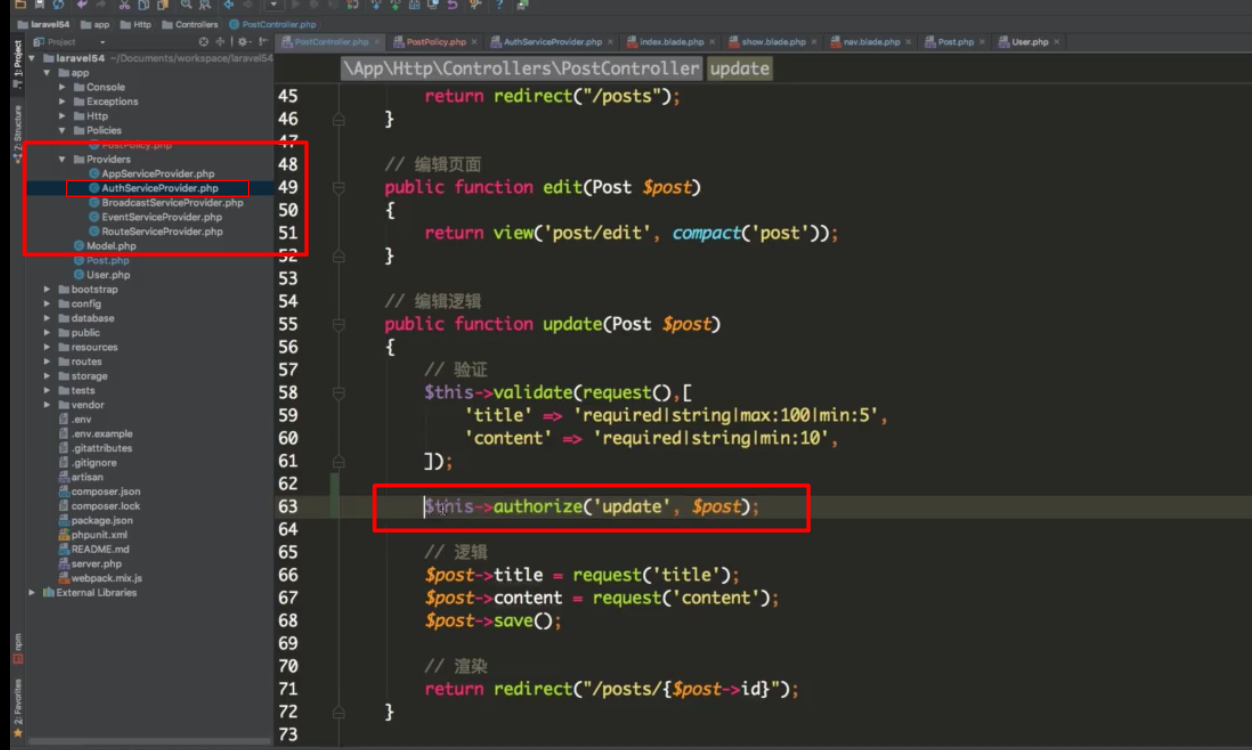 laravel54 app Http Controllers PostController.php
Project
PostController.php × PostPolicy.php × AuthServiceProvider.php × index.blade.php × show.blade.php × nav.blade.php × Post.php × User.php ×
1: Project
7: Structure
npm
2: Favorites
laravel54 ~/Documents/workspace/laravel54
app
Console
Exceptions
Http
Policies
PostPolicy.php
Providers
AppServiceProvider.php
AuthServiceProvider.php
BroadcastServiceProvider.php
EventServiceProvider.php
RouteServiceProvider.php
Model.php
Post.php
User.php
bootstrap
config
database
public
resources
routes
storage
tests
vendor
.env
.env.example
.gitattributes
.gitignore
artisan
composer.json
composer.lock
package.json
phpunit.xml
README.md
server.php
webpack.mix.js
External Libraries
\App\Http\Controllers\PostController update
45 return redirect("/posts");
46 }
47
48 // 编辑页面
49 public function edit(Post $post)
50 {
51 return view('post/edit', compact('post'));
52 }
53
54 // 编辑逻辑
55 public function update(Post $post)
56 {
57 // 验证
58 $this->validate(request(),[
59 'title' => 'required|string|max:100|min:5',
60 'content' => 'required|string|min:10',
61 ]);
62
63 $this->authorize('update', $post);
64
65 // 逻辑
66 $post->title = request('title');
67 $post->content = request('content');
68 $post->save();
69
70 // 渲染
71 return redirect("/posts/{$post->id}");
72 }
73